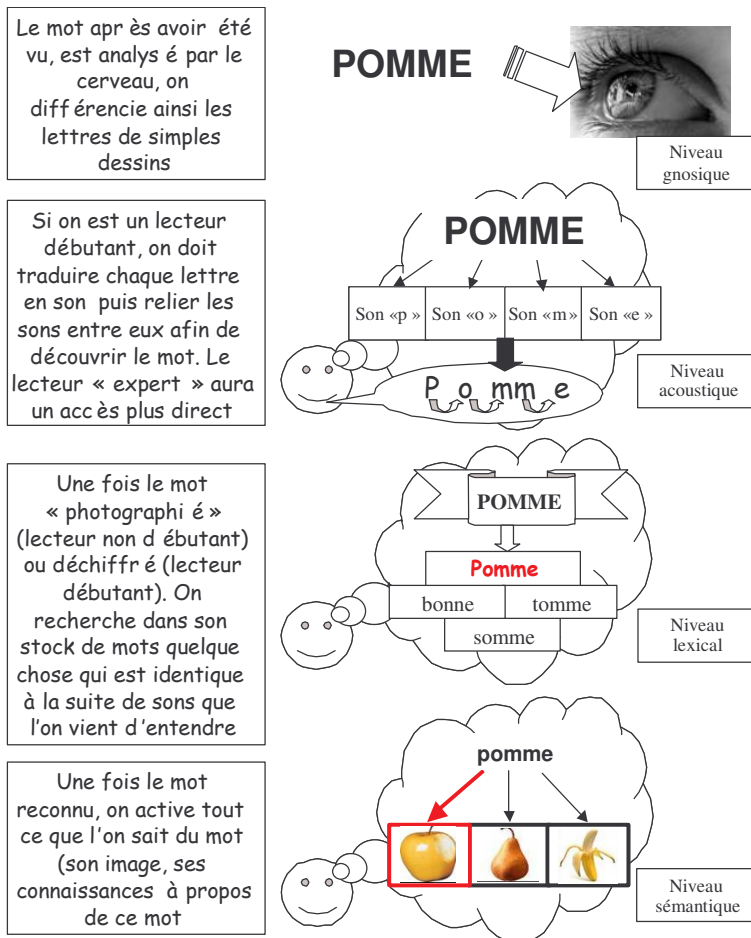 Le mot apr ès avoir été
vu, est analys é par le
cerveau, on
diff érencie ainsi les
lettres de simples
dessins
POMME
Niveau
gnosique
Si on est un lecteur
débutant, on doit
traduire chaque lettre
en son puis relier les
sons entre eux afin de
découvrir le mot. Le
lecteur « expert » aura
un acc ès plus direct
POMME
Son «p »
Son «o »
Son «m »
Son «e »
P o mm e
Niveau
acoustique
Une fois le mot
« photographi é »
(lecteur non d ébutant)
ou déchiffr é (lecteur
débutant). On
recherche dans son
stock de mots quelque
chose qui est identique
à la suite de sons que
l'on vient d 'entendre
POMME
Pomme
bonne
tomme
somme
Niveau
lexical
Une fois le mot
reconnu, on active tout
ce que l'on sait du mot
(son image, ses
connaissances à propos
de ce mot
pomme
Niveau
sémantique